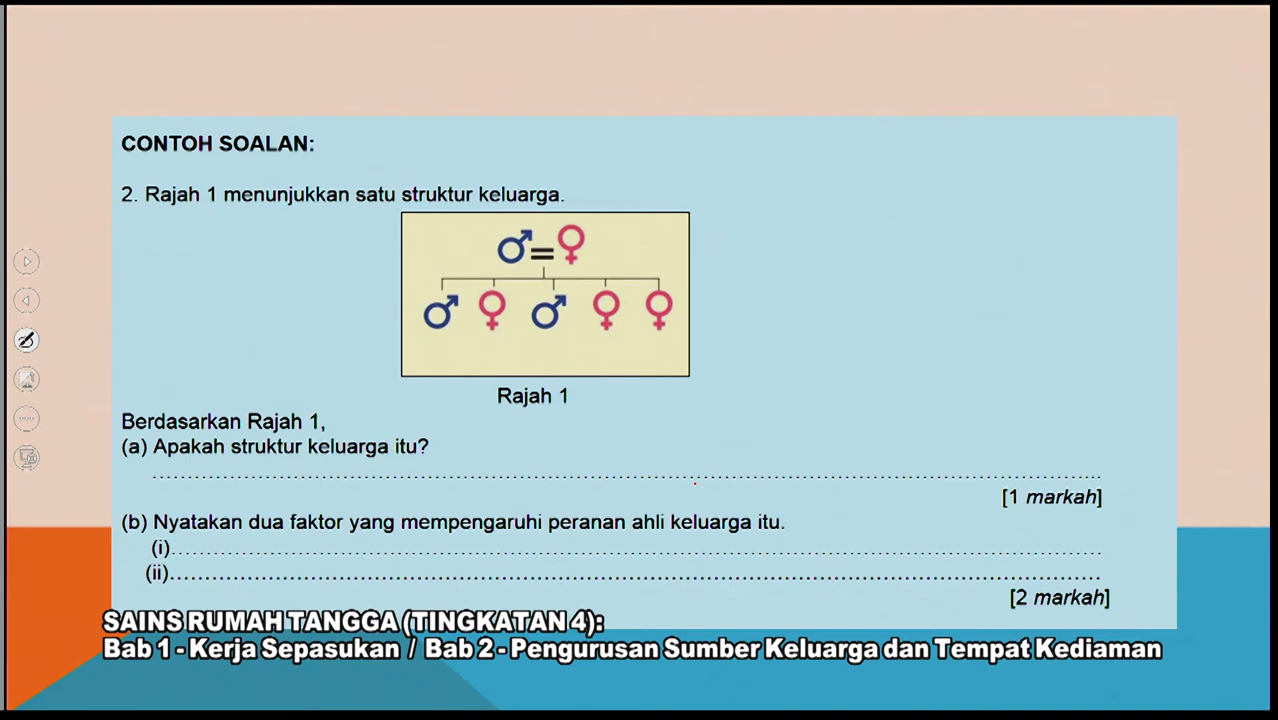 CONTOH SOALAN:
2. Rajah 1 menunjukkan satu struktur keluarga.
Rajah 1
Berdasarkan Rajah 1,
(a) Apakah struktur keluarga itu?
[1 markah]
(b) Nyatakan dua faktor yang mempengaruhi peranan ahli keluarga itu.
(i)
(ii)
[2 markah]
SAINS RUMAH TANGGA (TINGKATAN 4):
Bab 1 - Kerja Sepasukan / Bab 2 - Pengurusan Sumber Keluarga dan Tempat Kediaman